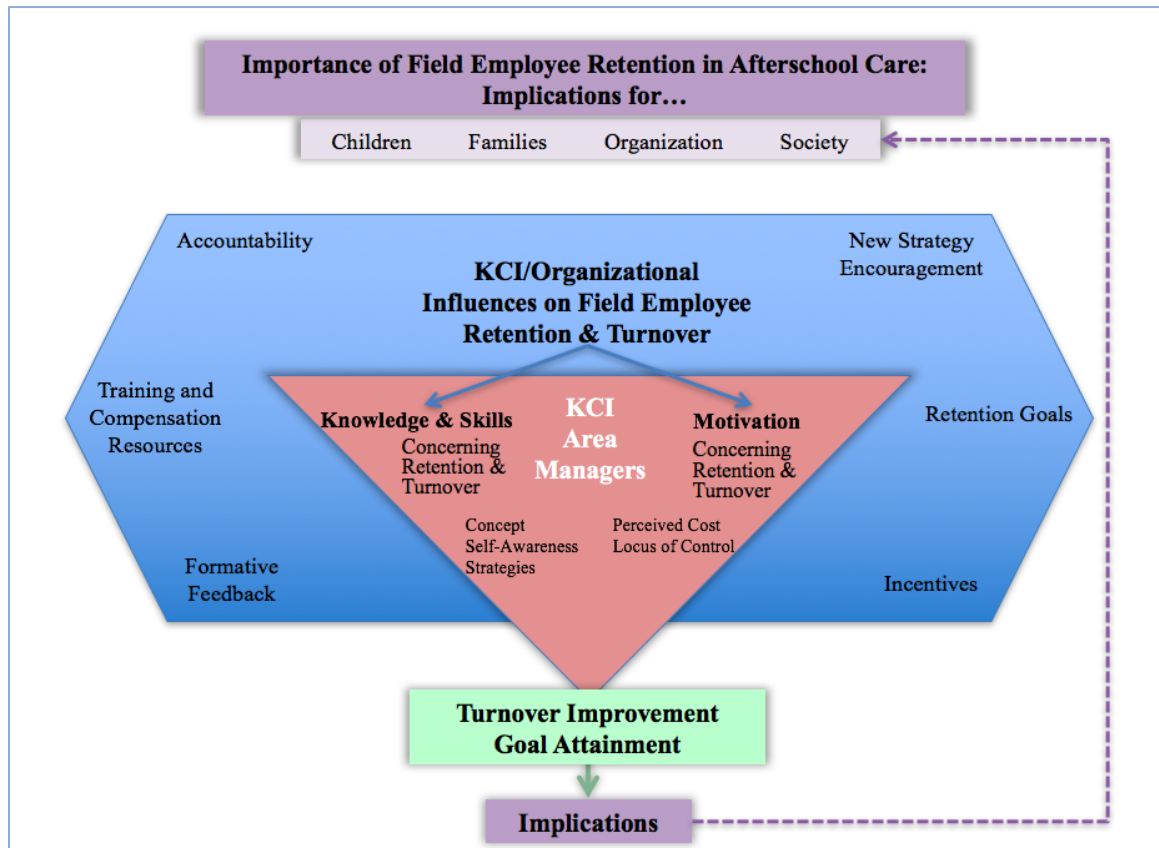 Importance of Field Employee Retention in Afterschool Care:
Implications for…
Children Families Organization Society
Accountability
New Strategy
Encouragement
KCI/Organizational
Influences on Field Employee
Retention & Turnover
Training and
Compensation
Resources
Retention Goals
Knowledge & Skills
Concerning
Retention &
Turnover
KCI
Area
Managers
Motivation
Concerning
Retention &
Turnover
Concept
Self-Awareness
Strategies
Perceived Cost
Locus of Control
Formative
Feedback
Incentives
Turnover Improvement
Goal Attainment
Implications